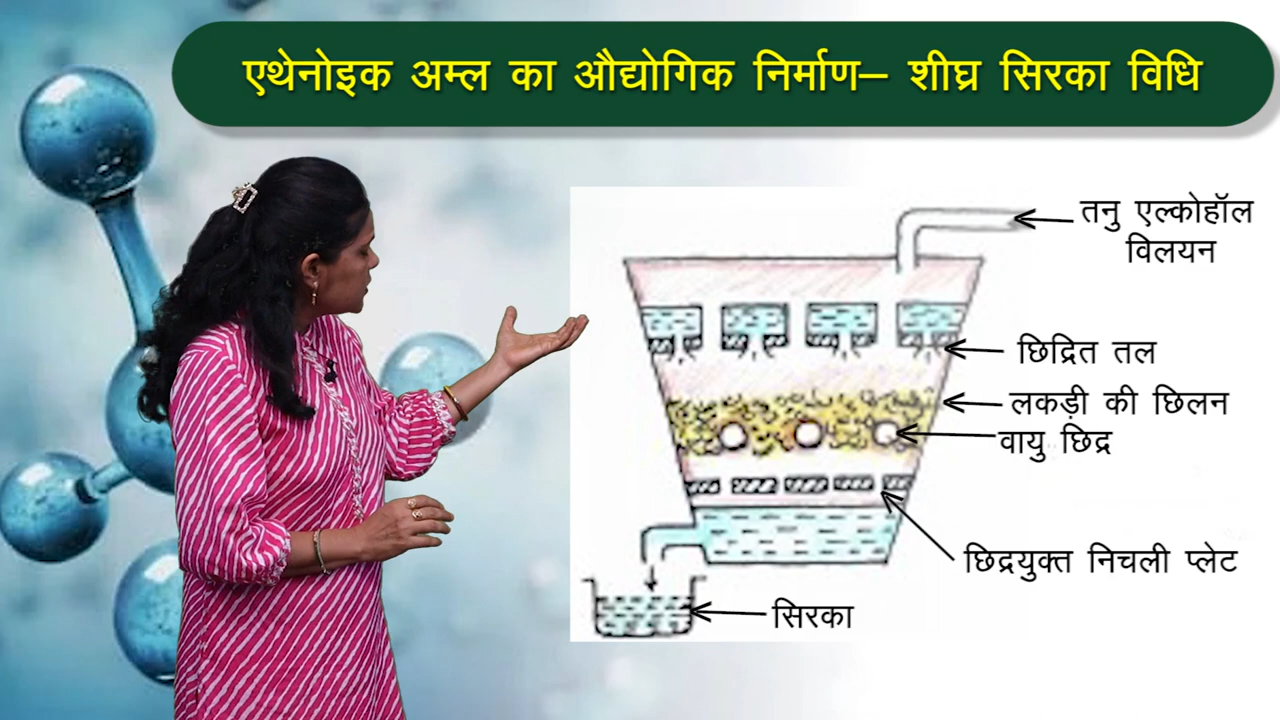 एथेनोइक अम्ल का औद्योगिक निर्माण– शीघ्र सिरका विधि
तनु एल्कोहॉल
विलयन
छिद्रित तल
लकड़ी की छिलन
वायु छिद्र
छिद्रयुक्त निचली प्लेट
सिरका